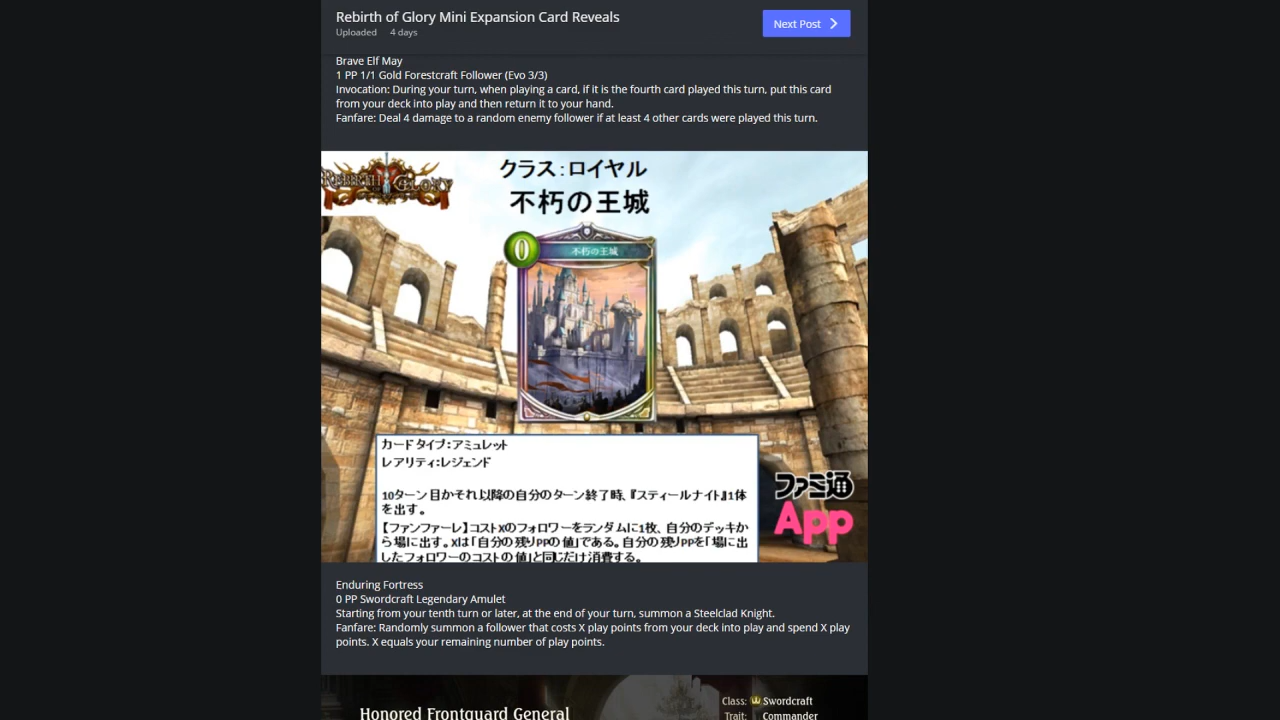 Rebirth of Glory Mini Expansion Card Reveals
Uploaded 4 days
Next Post
Brave Elf May
1 PP 1/1 Gold Forestcraft Follower (Evo 3/3)
Invocation: During your turn, when playing a card, if it is the fourth card played this turn, put this card
from your deck into play and then return it to your hand.
Fanfare: Deal 4 damage to a random enemy follower if at least 4 other cards were played this turn.
REBIRTH OF GLORY
クラス:ロイヤル
不朽の王城
0
不朽の王城
カードタイプ:アミュレット
レアリティ:レジェンド
10ターン目かそれ以降の自分のターン終了時、『スティールナイト』1体
を出す。
【ファンファーレ】コストXのフォロワーをランダムに1枚、自分のデッキか
ら場に出す。Xは「自分の残りPPの値」である。自分の残りPPを「場に出
したフォロワーのコストの値」と同じだけ消費する。
ファミ通
App
Enduring Fortress
0 PP Swordcraft Legendary Amulet
Starting from your tenth turn or later, at the end of your turn, summon a Steelclad Knight.
Fanfare: Randomly summon a follower that costs X play points from your deck into play and spend X play
points. X equals your remaining number of play points.
Honored Frontguard General
Class: Swordcraft
Trait: Commander